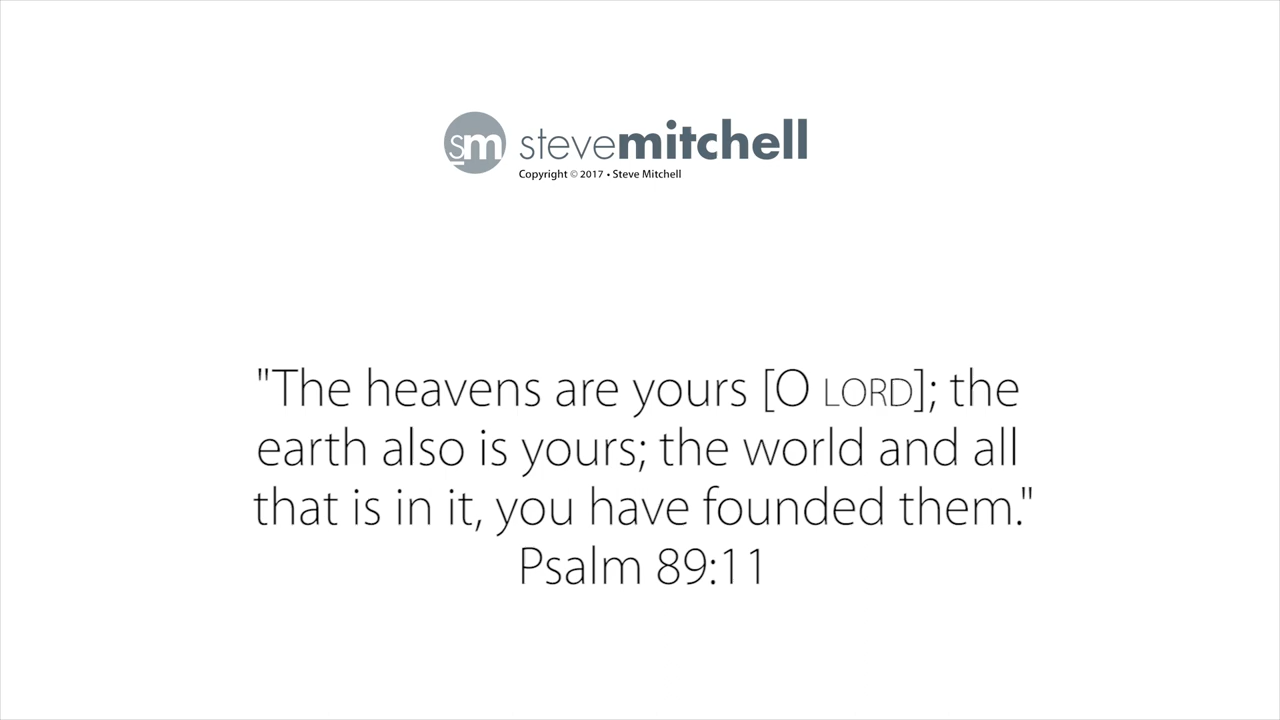 sm stevemitchell
Copyright © 2017 • Steve Mitchell
"The heavens are yours [O LORD]; the
earth also is yours; the world and all
that is in it, you have founded them."
Psalm 89:11